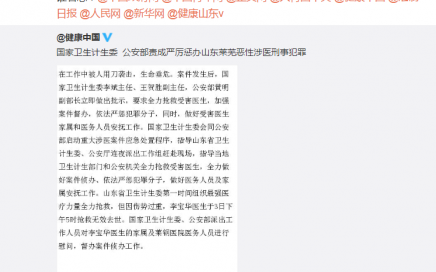 日报 @人民网 @新华网 @健康山东v
@健康中国
国家卫生计生委 公安部责成严厉惩办山东莱芜恶性涉医刑事犯罪
在工作中被人用刀袭击，生命垂危。案件发生后，国
家卫生计生委李斌主任、王贺胜副主任，公安部黄明
副部长立即做出批示，要求全力抢救受害医生，加强
案件督办，依法严惩犯罪分子，同时，做好受害医生
家属和医务人员安抚工作。国家卫生计生委会同公安
部启动重大涉医案件应急处置程序，指导山东省卫生
计生委、公安厅连夜派出工作组赶赴现场，指导当地
卫生计生部门和公安机关全力抢救受害医生，全力做
好案件侦办、依法严惩犯罪分子，做好医务人员及家
属安抚工作。山东省卫生计生委第一时间组织最强医
疗力量全力抢救，但因伤势过重，李宝华医生于3日下
午5时抢救无效去世。国家卫生计生委、公安部派出工作
人员对李宝华医生的家属及莱钢医院医务人员进行
慰问，督办案件侦办工作。